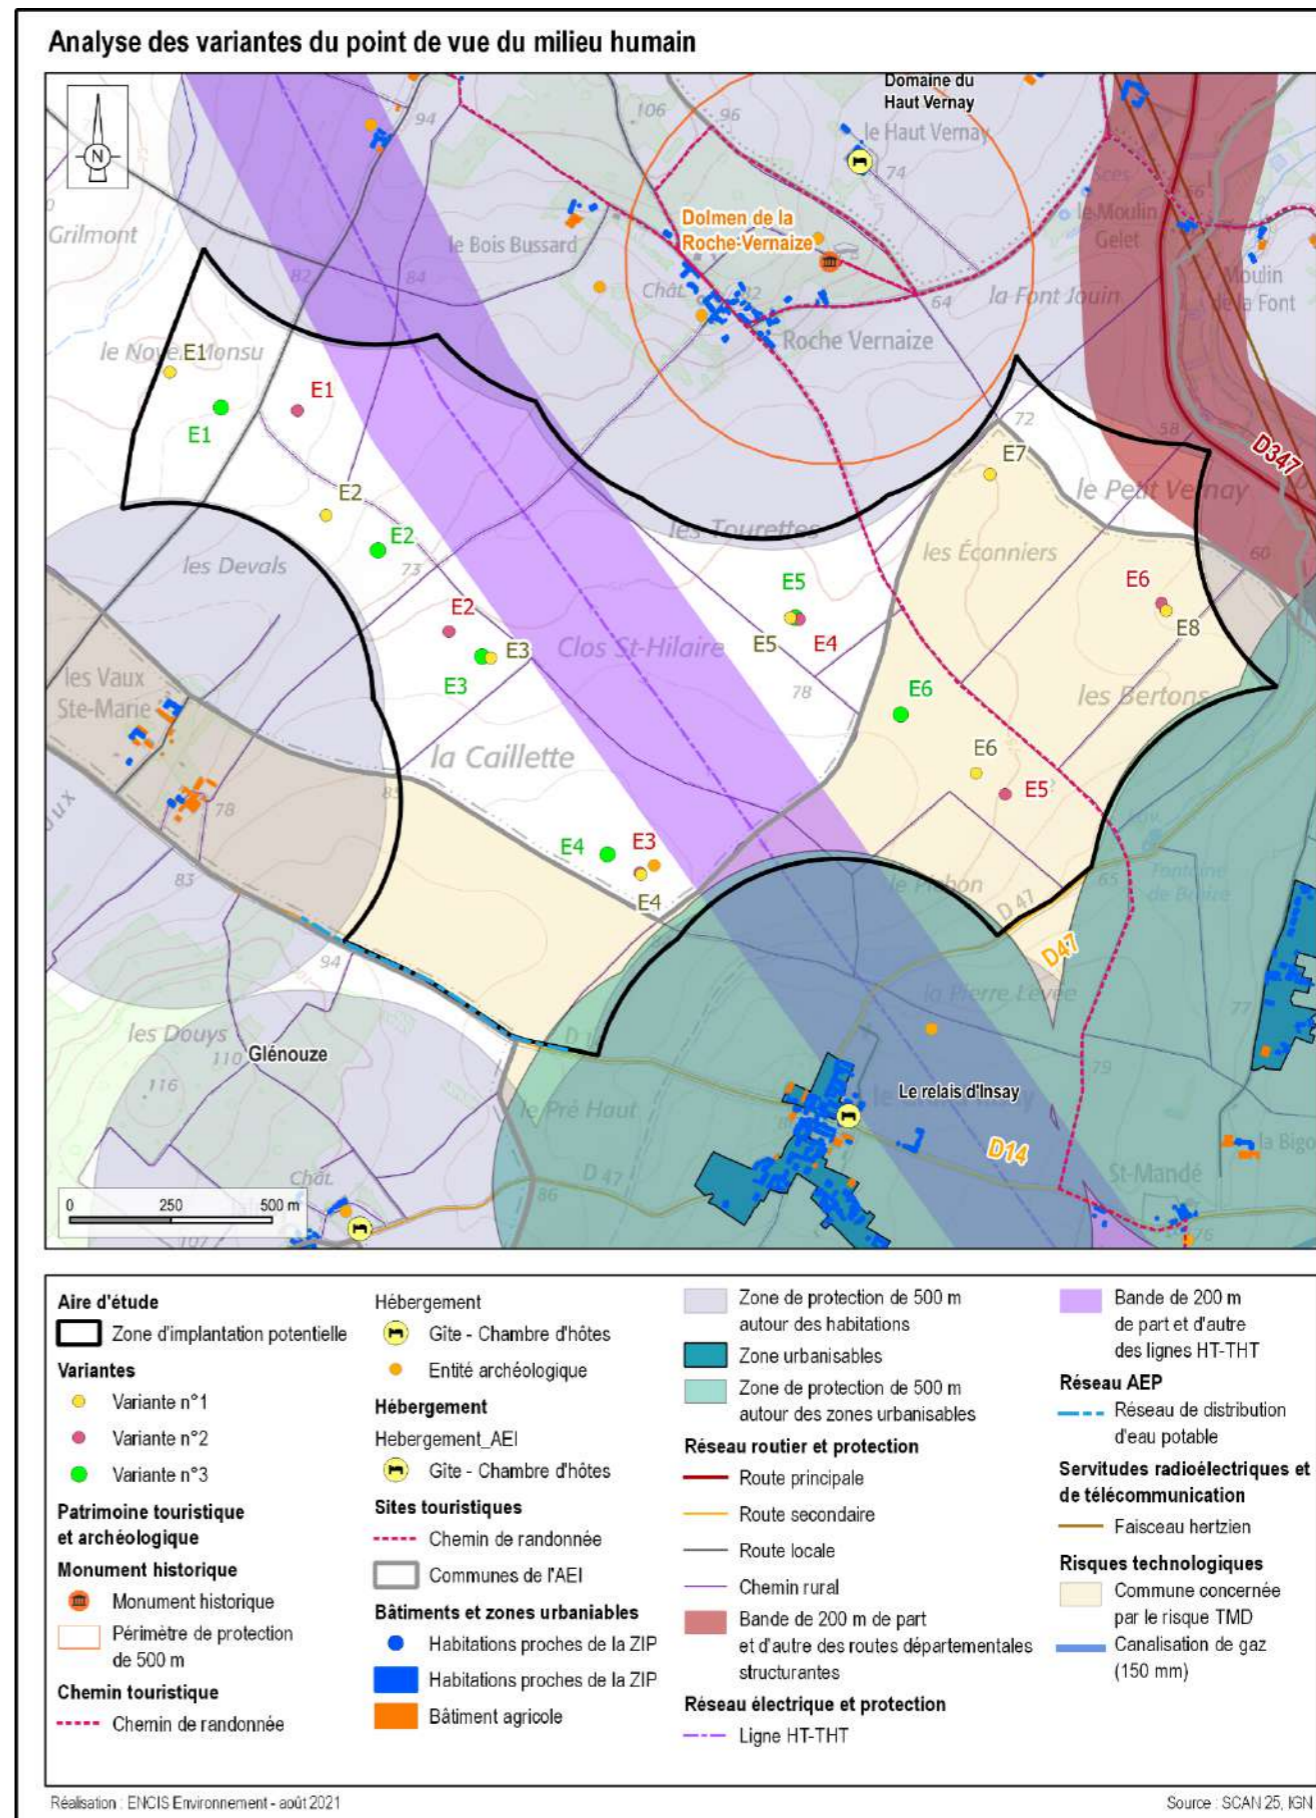 Analyse des variantes du point de vue du milieu humain
N
Domaine du
Haut Vernay
le Haut Vernay
106
96
94
74
Grilmont
le Bois Bussard
Dolmen de la
Roche-Vernaize
le Moulin
Gelet
Moulin
de la Font
82
84
Chât.
82
64
la Font Jouin
Roche Vernaize
E1
E1
E1
72
58
D347
E7
le Petit Vernay
E2
E2
les Tourettes
les Éconniers
les Devals
73
60
E2
E5
E6
E3
Clos St-Hilaire
E5
E4
E8
les Vaux
Ste-Marie
E3
78
E6
les Bertons
la Caillette
E6
E5
78
83
E4
E3
E4
D 47
65
Fontaine
D47
94
la Pierre Levée
77
les Douys
110
Glénouze
116
79
le Pré Haut
Le relais d'Insay
la Bigo
D14
St-Mandé
Chât.
D 47
86
76
0 250 500 m
107
Aire d'étude
Zone d'implantation potentielle
Variantes
Variante n°1
Variante n°2
Variante n°3
Patrimoine touristique
et archéologique
Monument historique
Monument historique
Périmètre de protection
de 500 m
Chemin touristique
Chemin de randonnée
Hébergement
Gîte - Chambre d'hôtes
Entité archéologique
Hébergement
Hebergement_AEI
Gîte - Chambre d'hôtes
Sites touristiques
Chemin de randonnée
Communes de l'AEI
Bâtiments et zones urbaniables
Habitations proches de la ZIP
Habitations proches de la ZIP
Bâtiment agricole
Zone de protection de 500 m
autour des habitations
Zone urbanisables
Zone de protection de 500 m
autour des zones urbanisables
Réseau routier et protection
Route principale
Route secondaire
Route locale
Chemin rural
Bande de 200 m de part
et d'autre des routes départementales
structurantes
Réseau électrique et protection
Ligne HT-THT
Bande de 200 m
de part et d'autre
des lignes HT-THT
Réseau AEP
Réseau de distribution
d'eau potable
Servitudes radioélectriques et
de télécommunication
Faisceau hertzien
Risques technologiques
Commune concernée
par le risque TMD
Canalisation de gaz
(150 mm)
Réalisation : ENCIS Environnement - août 2021
Source : SCAN 25, IGN